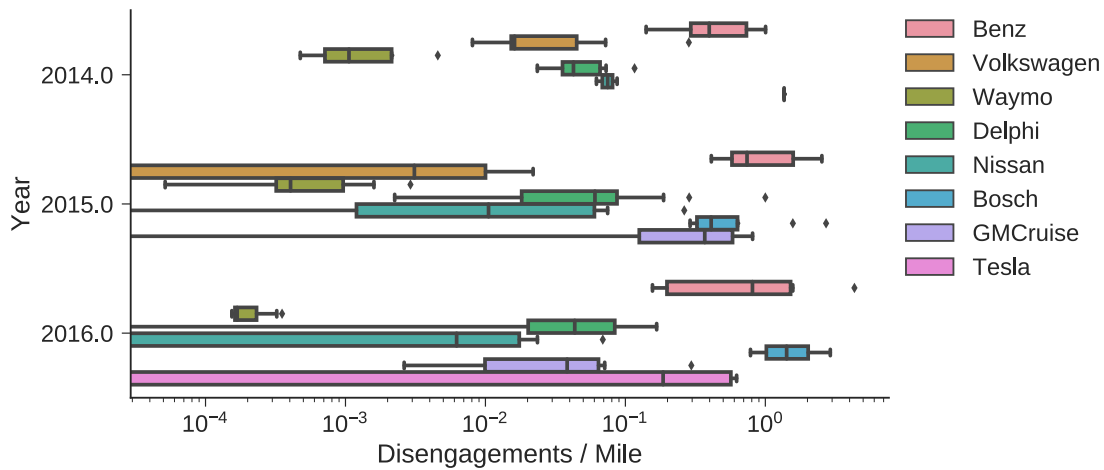 Benz
Volkswagen
Waymo
Delphi
Nissan
Bosch
GMCruise
Tesla
Year
2014.0
2015.0
2016.0
10⁻⁴ 10⁻³ 10⁻² 10⁻¹ 10⁰
Disengagements / Mile